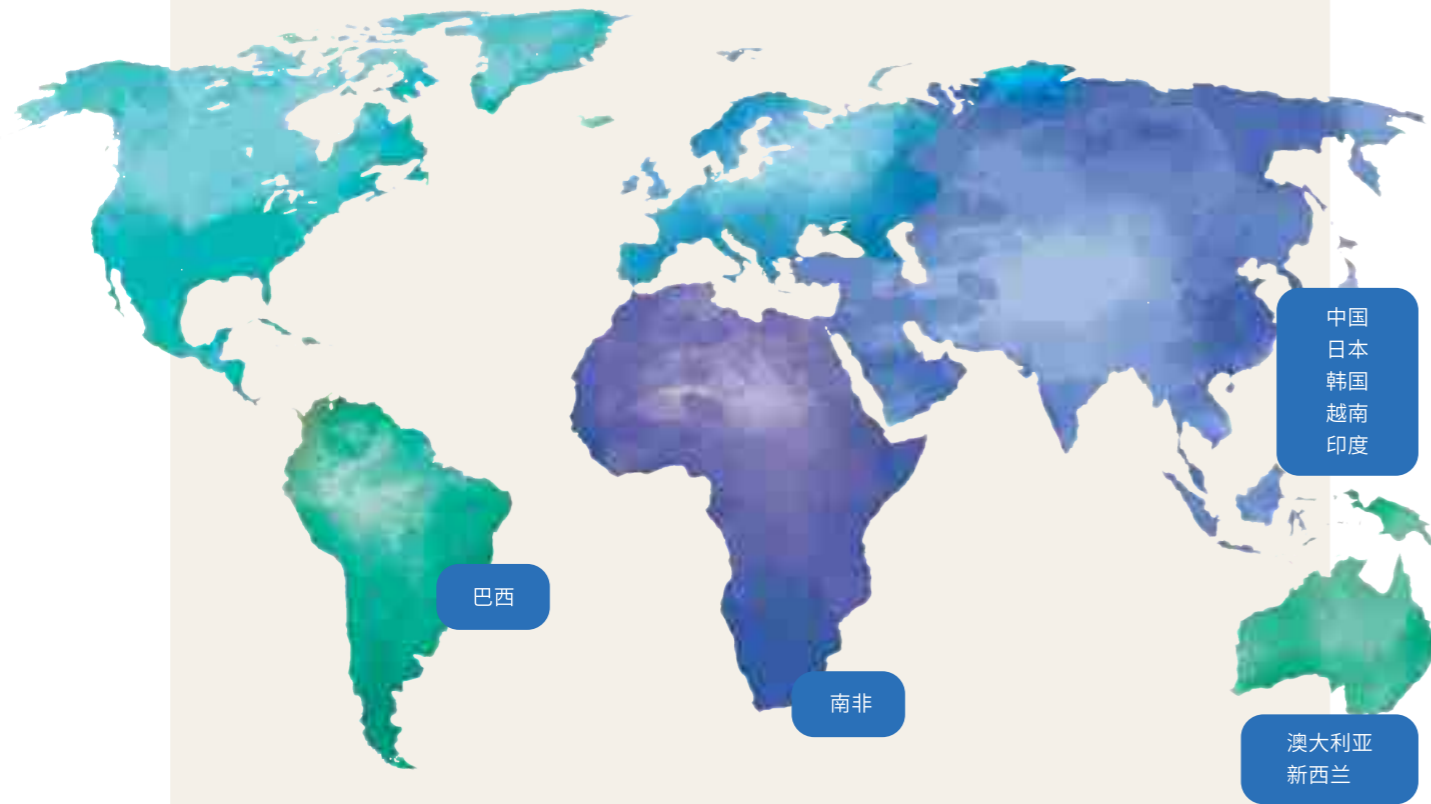 中国
日本
韩国
越南
印度
巴西
南非
澳大利亚
新西兰